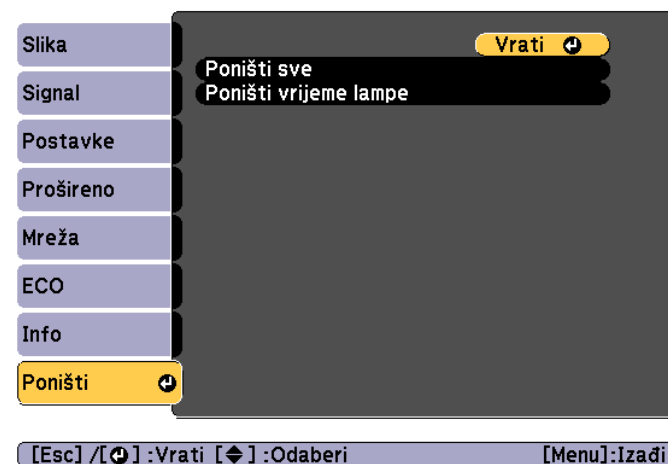 Slika
Signal
Postavke
Prošireno
Mreža
ECO
Info
Poništi
Vrati
Poništi sve
Poništi vrijeme lampe
[Esc] /[ ] :Vrati [ ] :Odaberi [Menu]:Izađi